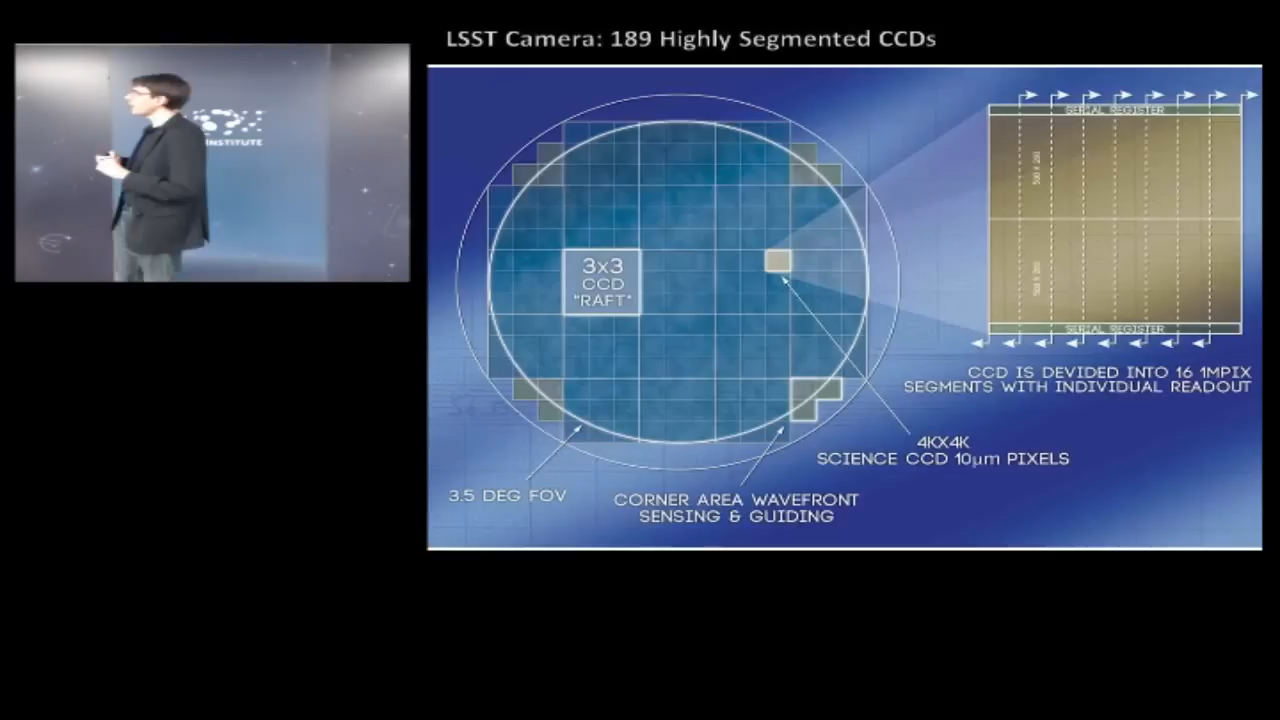 LSST Camera: 189 Highly Segmented CCDs
INSTITUTE
SERIAL REGISTER
3x3
CCD
"RAFT"
SERIAL REGISTER
CCD IS DEVIDED INTO 16 1MPIX
SEGMENTS WITH INDIVIDUAL READOUT
4KX4K
SCIENCE CCD 10µm PIXELS
3.5 DEG FOV
CORNER AREA WAVEFRONT
SENSING & GUIDING